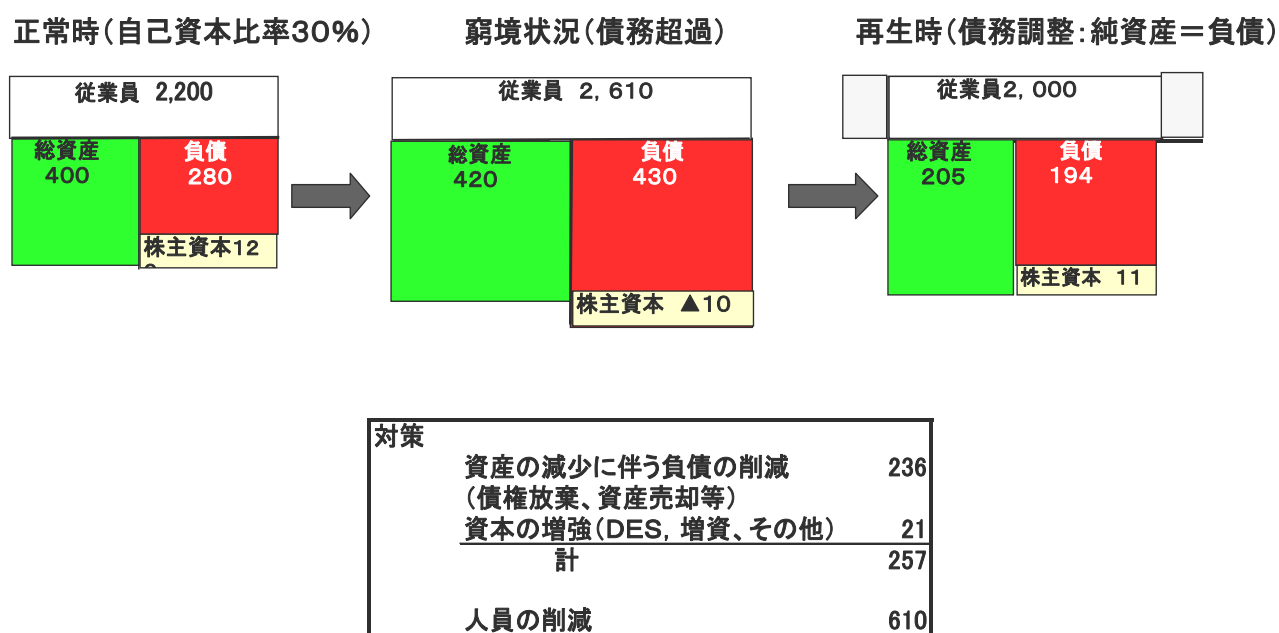 正常時（自己資本比率30％）
窮境状況（債務超過）
再生時（債務調整：純資産＝負債）
従業員 2,200
総資産
400
負債
280
株主資本12
従業員 2，610
総資産
420
負債
430
株主資本 ▲10
従業員2，000
総資産
205
負債
194
株主資本 11
対策
資産の減少に伴う負債の削減 236
（債権放棄、資産売却等）
資本の増強（DES，増資、その他） 21
計 257
人員の削減 610